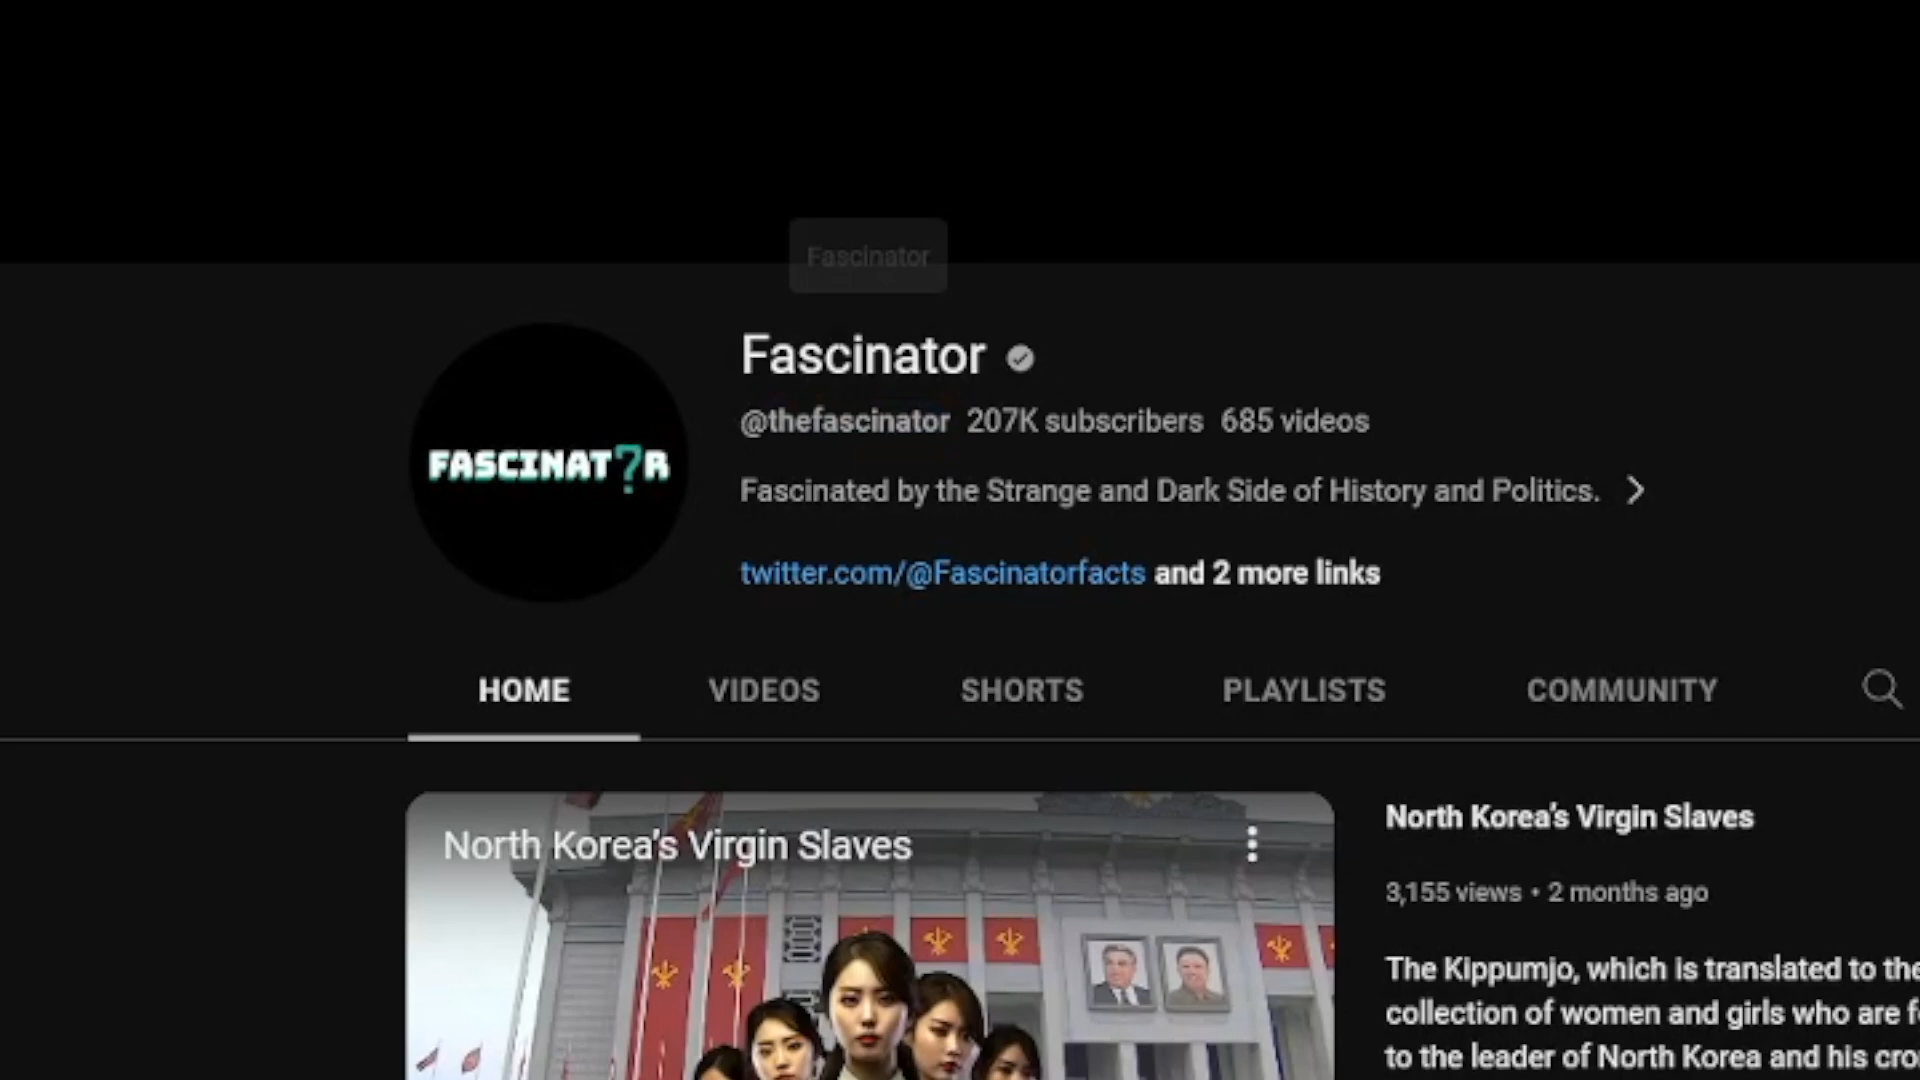 Fascinator
Fascinator
@thefascinator 207K subscribers 685 videos
FASCINAT?R
Fascinated by the Strange and Dark Side of History and Politics.
twitter.com/@Fascinatorfacts and 2 more links
HOME VIDEOS SHORTS PLAYLISTS COMMUNITY
North Korea's Virgin Slaves
North Korea's Virgin Slaves
3,155 views • 2 months ago
The Kippumjo, which is translated to the
collection of women and girls who are
to the leader of North Korea and his